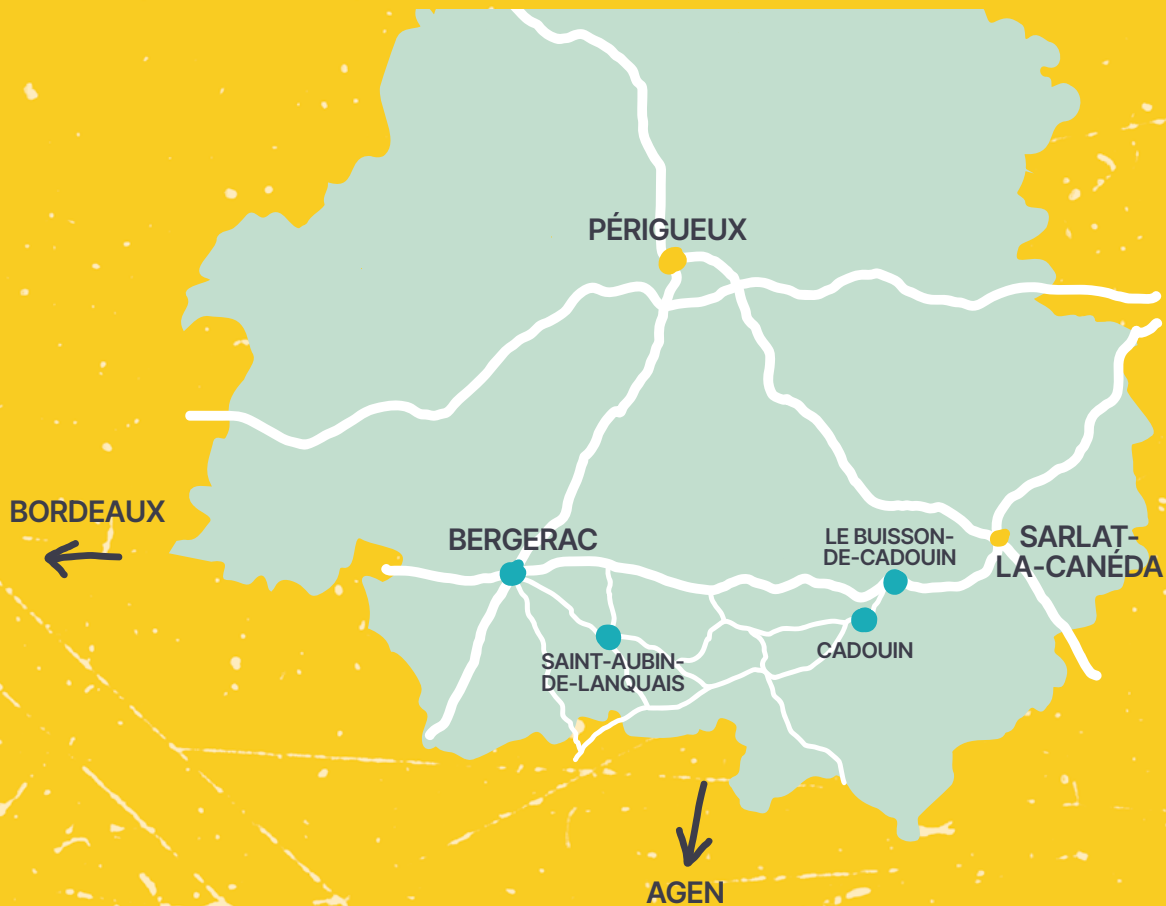 PÉRIGUEUX
BORDEAUX
BERGERAC
LE BUISSON-
DE-CADOUIN
SARLAT-
LA-CANÉDA
CADOUIN
SAINT-AUBIN-
DE-LANQUAIS
AGEN